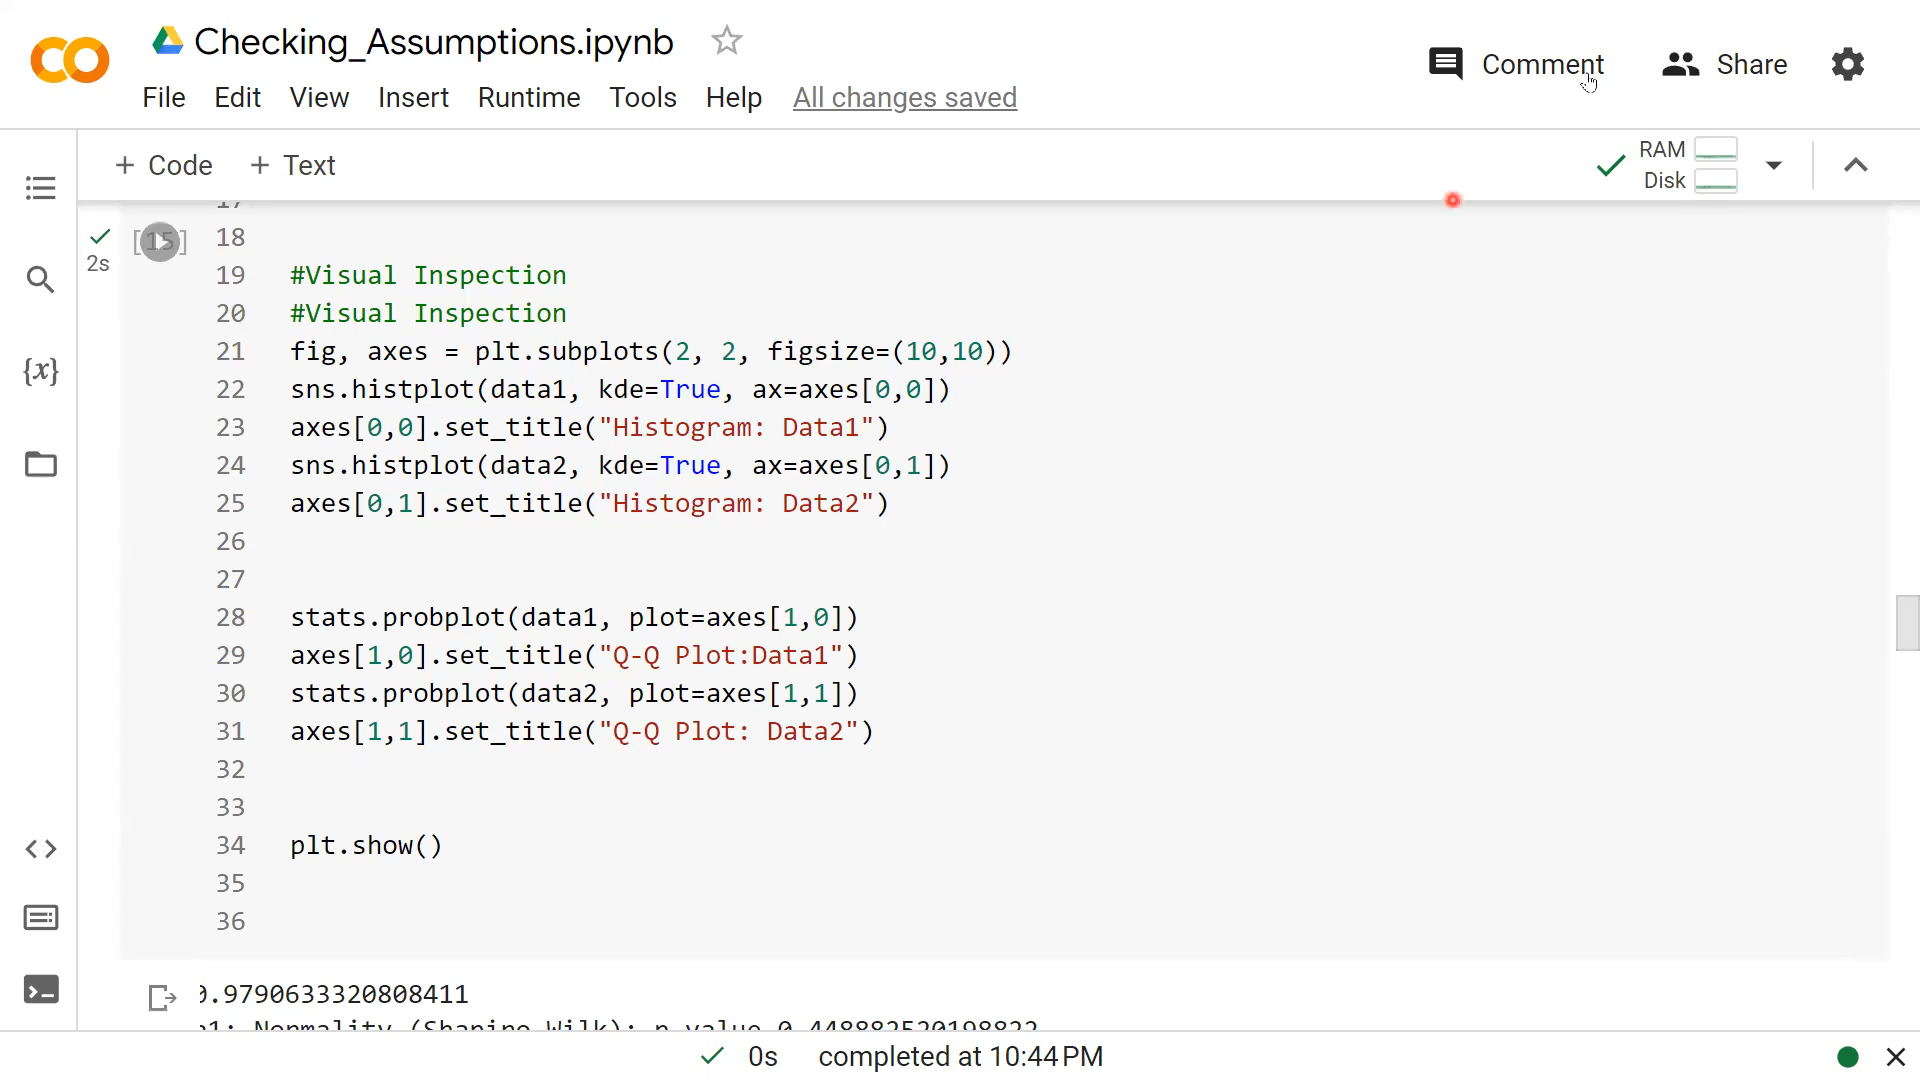 Checking_Assumptions.ipynb
Comment
Share
File Edit View Insert Runtime Tools Help All changes saved
+ Code + Text
RAM
Disk
17
[15]
2s
18
19 #Visual Inspection
20 #Visual Inspection
21 fig, axes = plt.subplots(2, 2, figsize=(10,10))
22 sns.histplot(data1, kde=True, ax=axes[0,0])
23 axes[0,0].set_title("Histogram: Data1")
24 sns.histplot(data2, kde=True, ax=axes[0,1])
25 axes[0,1].set_title("Histogram: Data2")
26
27
28 stats.probplot(data1, plot=axes[1,0])
29 axes[1,0].set_title("Q-Q Plot:Data1")
30 stats.probplot(data2, plot=axes[1,1])
31 axes[1,1].set_title("Q-Q Plot: Data2")
32
33
34 plt.show()
35
36
0.9790633320808411
Normality (Shapiro Wilk): p value 0.448882520198822
0s completed at 10:44 PM